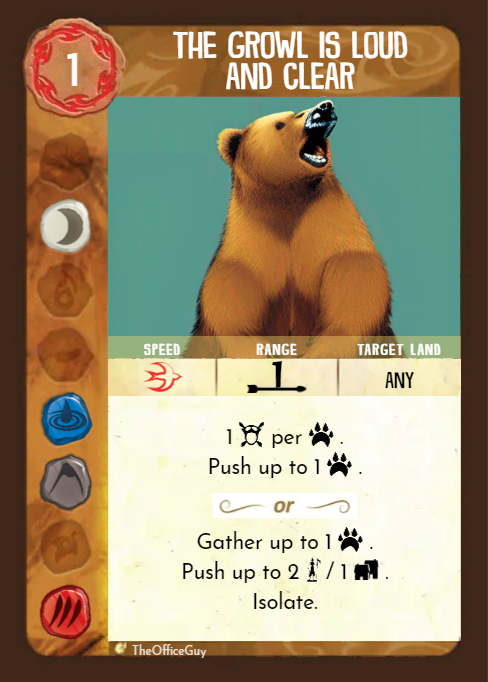 1
THE GROWL IS LOUD
AND CLEAR
SPEED RANGE TARGET LAND
1 ANY
1 per .
Push up to 1 .
or
Gather up to 1 .
Push up to 2 / 1 .
Isolate.
TheOfficeGuy